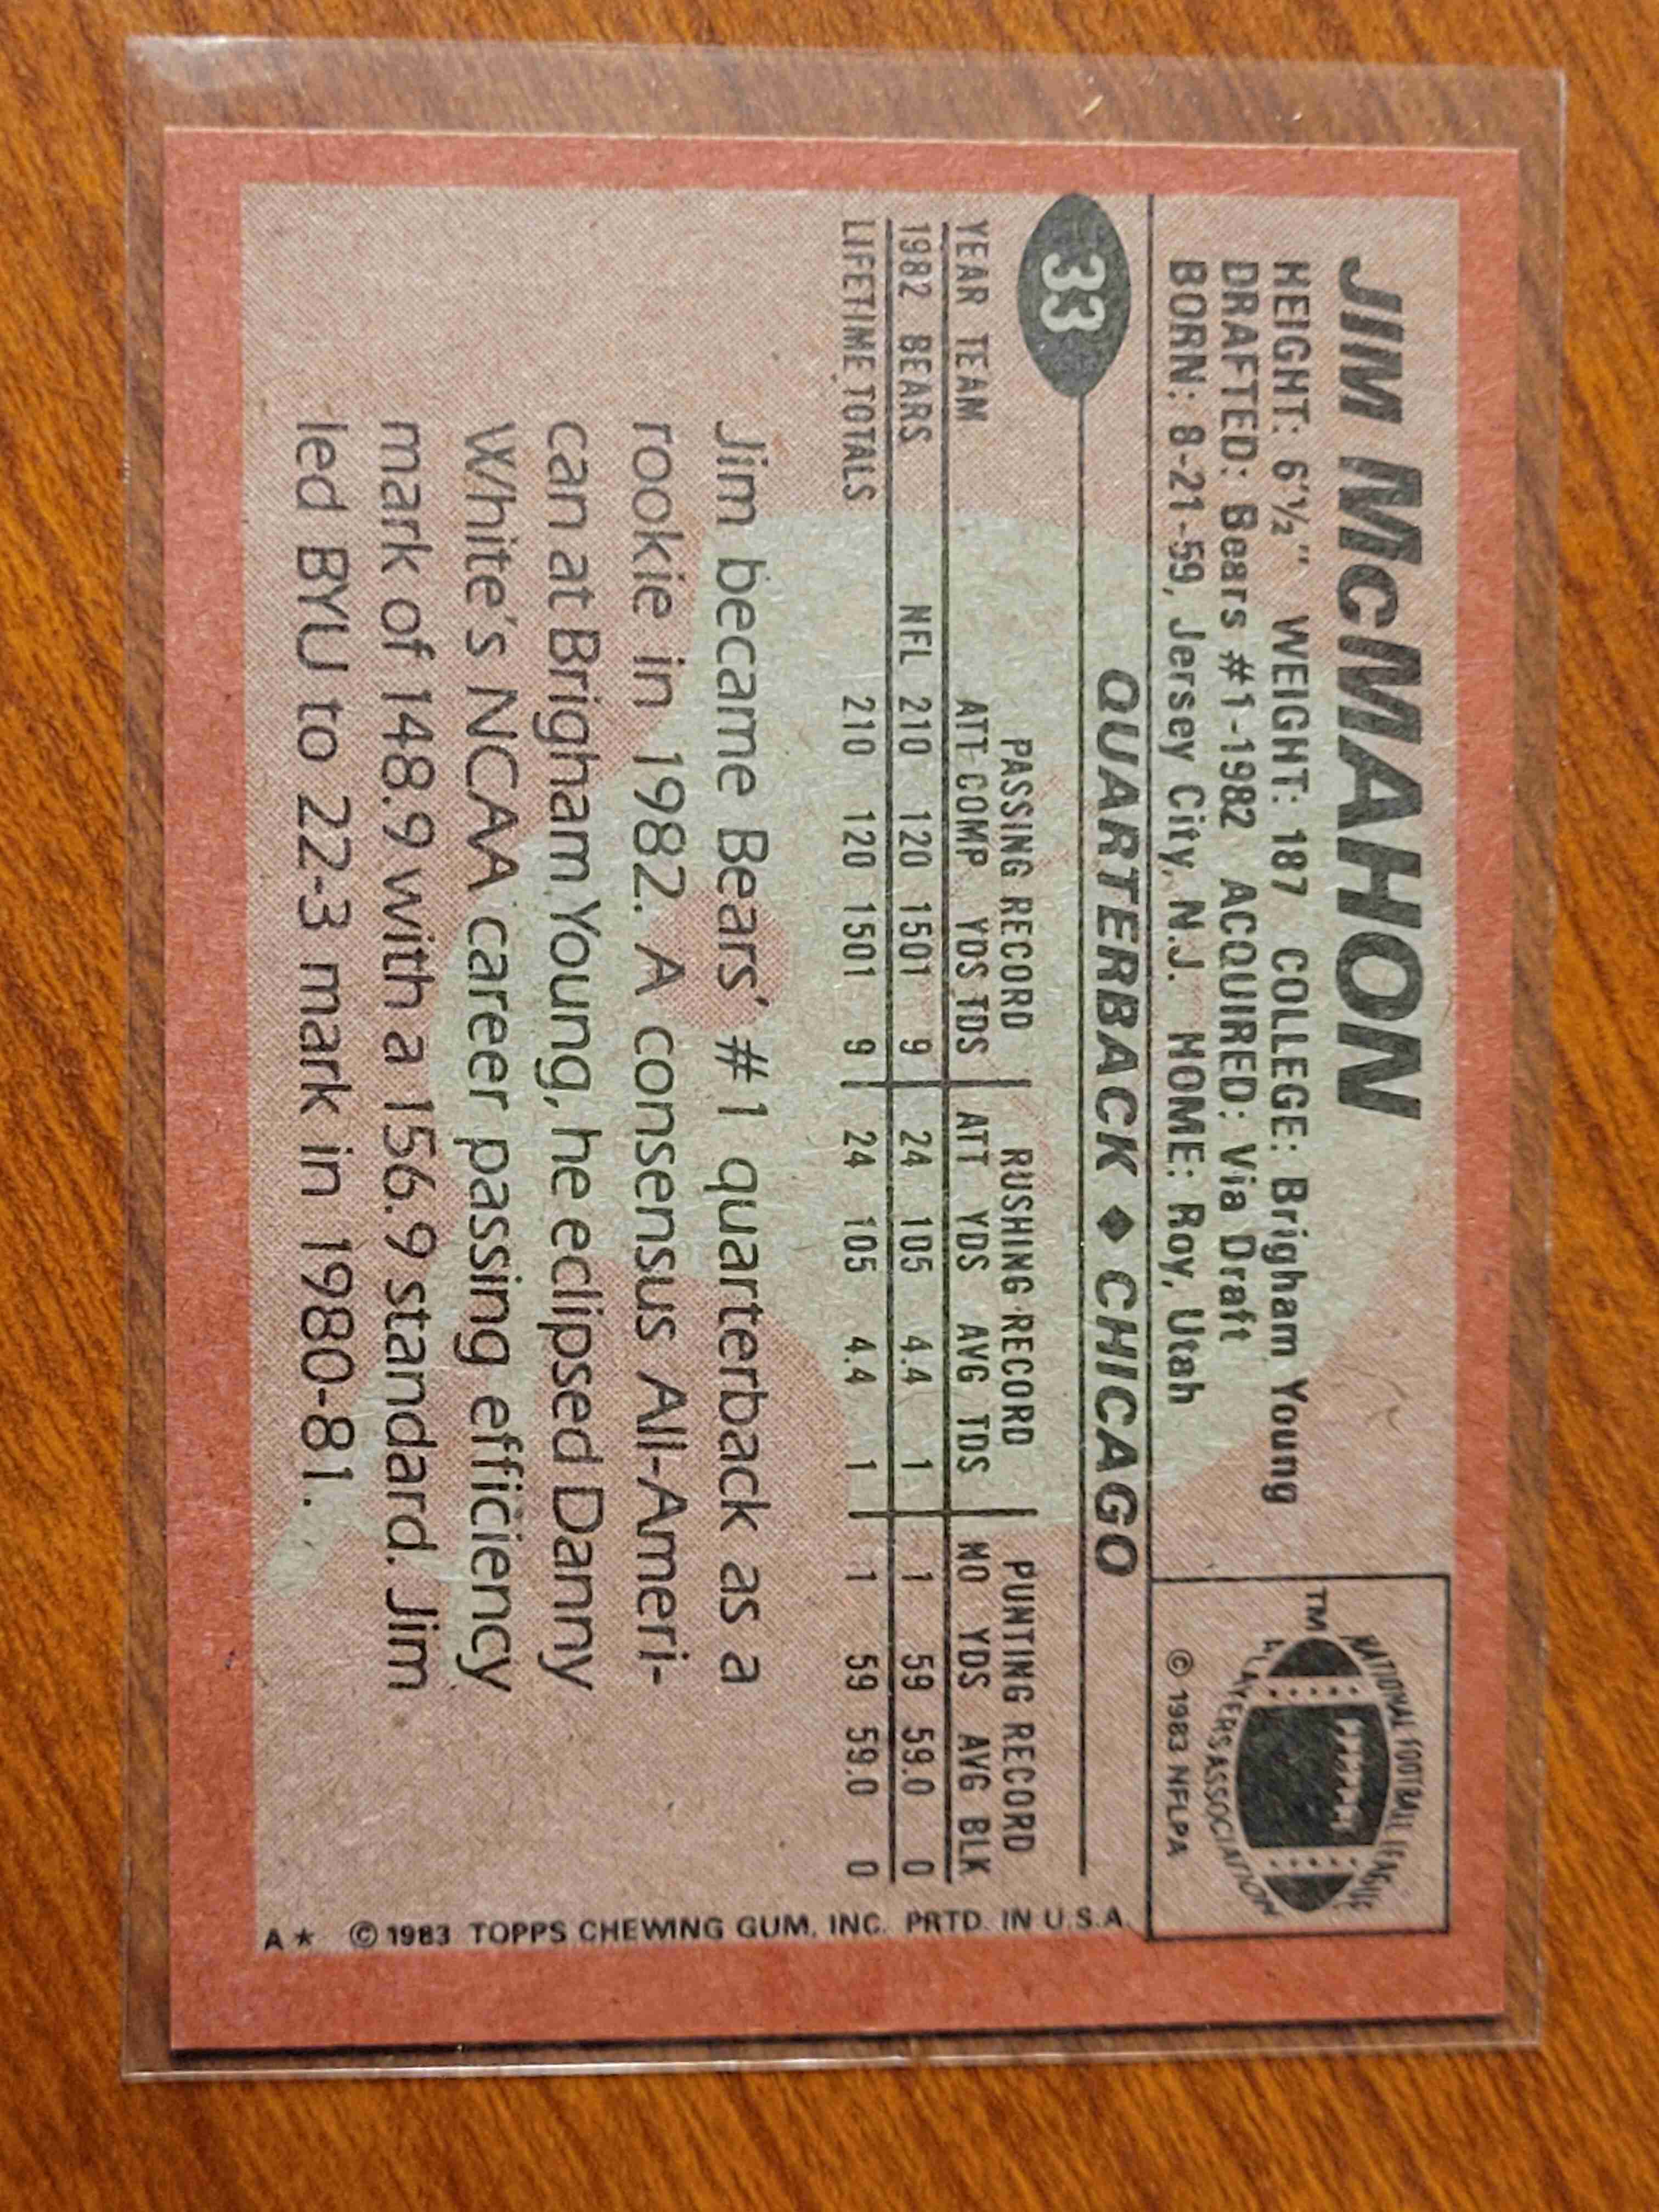 JIM McMAHON
HEIGHT: 6'½" WEIGHT: 187 COLLEGE: Brigham Young
DRAFTED: Bears #1-1982 ACQUIRED: Via Draft
BORN: 8-21-59, Jersey City, N.J. HOME: Roy, Utah
TM
NATIONAL FOOTBALL LEAGUE
PLAYERS ASSOCIATION
© 1983 NFLPA
QUARTERBACK ♦ CHICAGO
33
PASSING RECORD RUSHING RECORD PUNTING RECORD
YEAR TEAM ATT COMP YDS TDS ATT YDS AVG TDS NO YDS AVG BLK
1982 BEARS NFL 210 120 1501 9 24 105 4.4 1 1 59 59.0 0
LIFETIME TOTALS 210 120 1501 9 24 105 4.4 1 1 59 59.0 0
Jim became Bears' #1 quarterback as a
rookie in 1982. A consensus All-Ameri-
can at Brigham Young, he eclipsed Danny
White's NCAA career passing efficiency
mark of 148.9 with a 156.9 standard. Jim
led BYU to 22-3 mark in 1980-81.
A* © 1983 TOPPS CHEWING GUM, INC. PRTD. IN U.S.A.